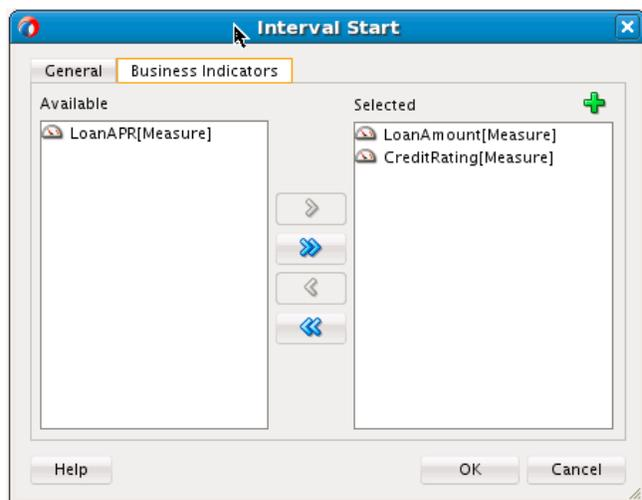 Interval Start
General Business Indicators
Available Selected
LoanAPR[Measure]
LoanAmount[Measure]
CreditRating[Measure]
Help OK Cancel